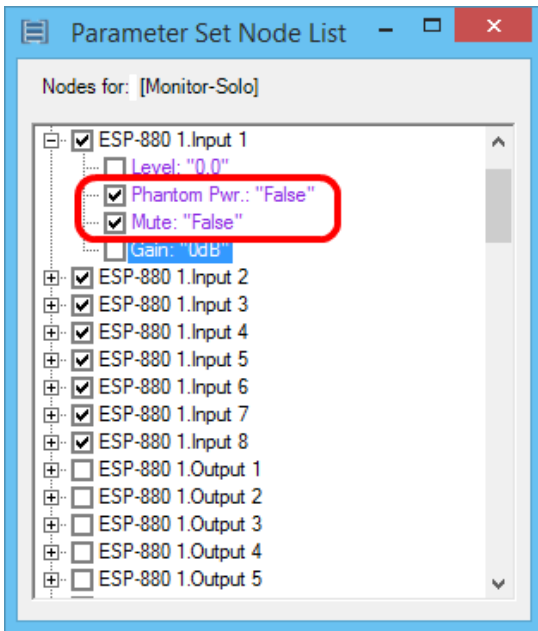 Parameter Set Node List
Nodes for: [Monitor-Solo]
ESP-880 1.Input 1
Level: "0.0"
Phantom Pwr.: "False"
Mute: "False"
Gain: "0dB"
ESP-880 1.Input 2
ESP-880 1.Input 3
ESP-880 1.Input 4
ESP-880 1.Input 5
ESP-880 1.Input 6
ESP-880 1.Input 7
ESP-880 1.Input 8
ESP-880 1.Output 1
ESP-880 1.Output 2
ESP-880 1.Output 3
ESP-880 1.Output 4
ESP-880 1.Output 5